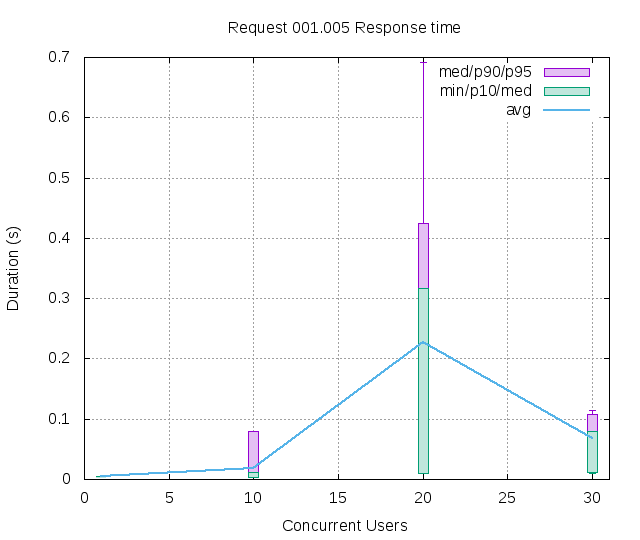 Request 001.005 Response time
0.7
0.6
0.5
0.4
0.3
0.2
0.1
0
Duration (s)
med/p90/p95
min/p10/med
avg
0 5 10 15 20 25 30
Concurrent Users